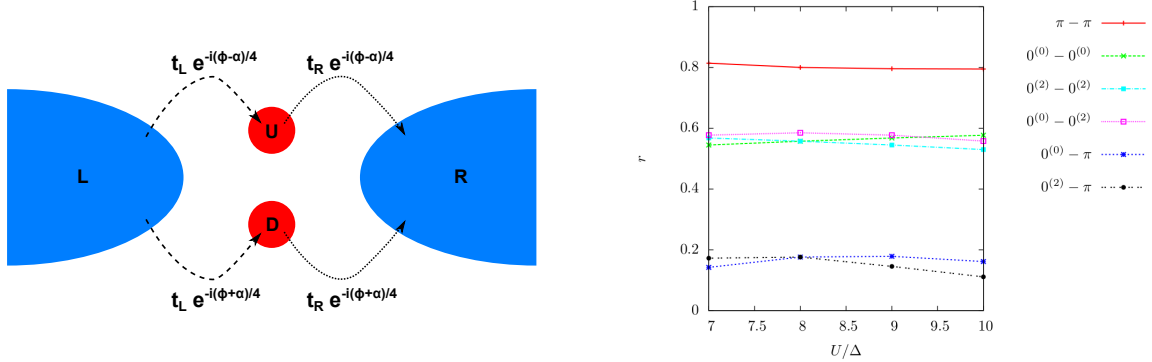 t_L e^{-i(ϕ-α)/4} t_R e^{-i(ϕ-α)/4}
U
L R
D
t_L e^{-i(ϕ+α)/4} t_R e^{-i(ϕ+α)/4}
1
0.8
0.6
0.4
0.2
0
r
7 7.5 8 8.5 9 9.5 10
U/Δ
π − π
0^{(0)} − 0^{(0)}
0^{(2)} − 0^{(2)}
0^{(0)} − 0^{(2)}
0^{(0)} − π
0^{(2)} − π